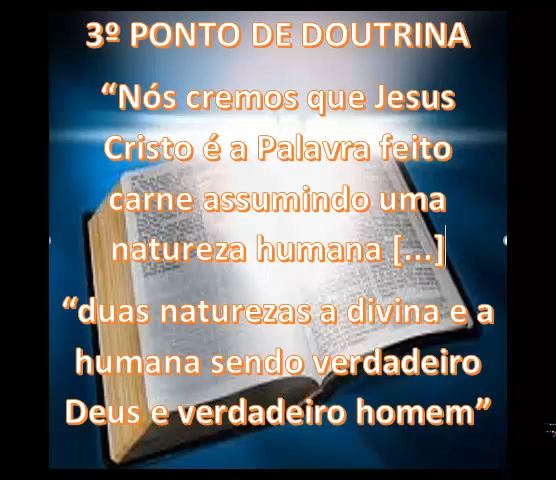 3º PONTO DE DOUTRINA
“Nós cremos que Jesus
Cristo é a Palavra feito
carne assumindo uma
natureza humana [...]
“duas naturezas a divina e a
humana sendo verdadeiro
Deus e verdadeiro homem”